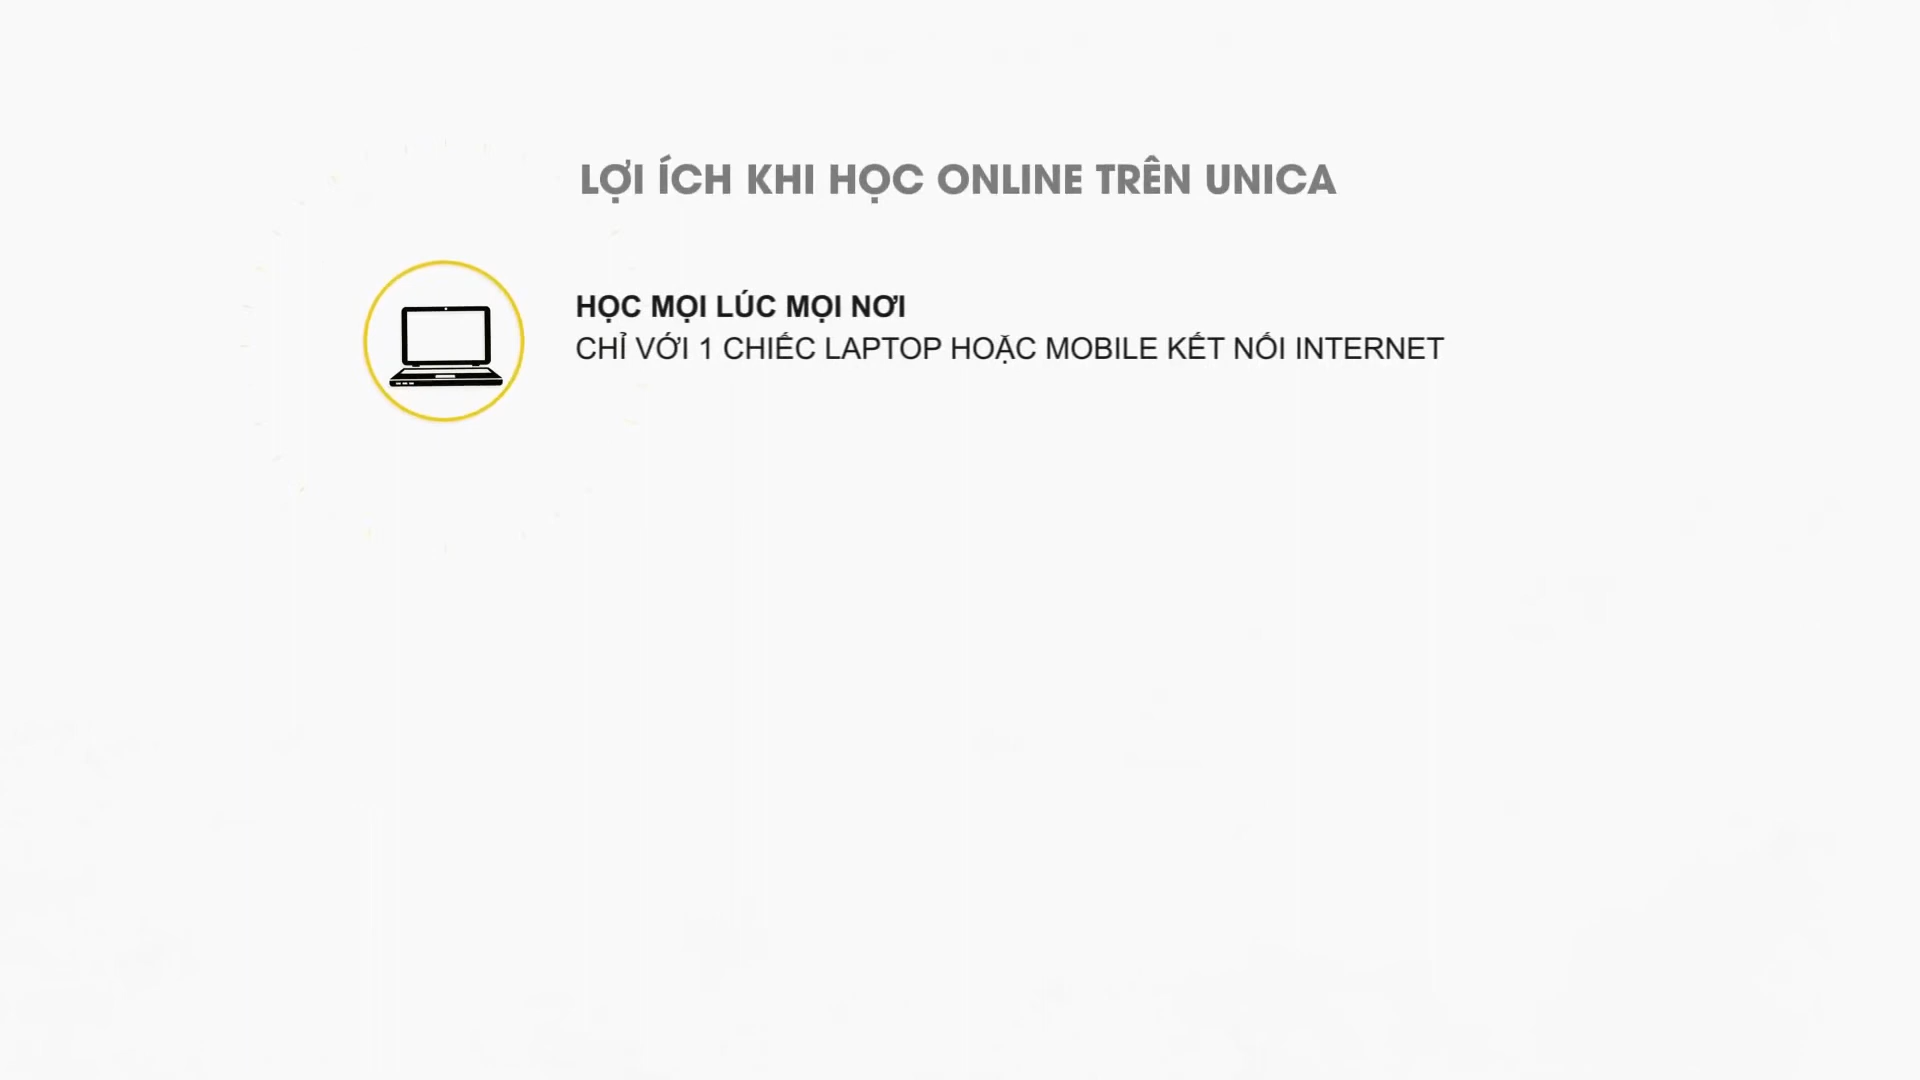 LỢI ÍCH KHI HỌC ONLINE TRÊN UNICA
HỌC MỌI LÚC MỌI NƠI
CHỈ VỚI 1 CHIẾC LAPTOP HOẶC MOBILE KẾT NỐI INTERNET